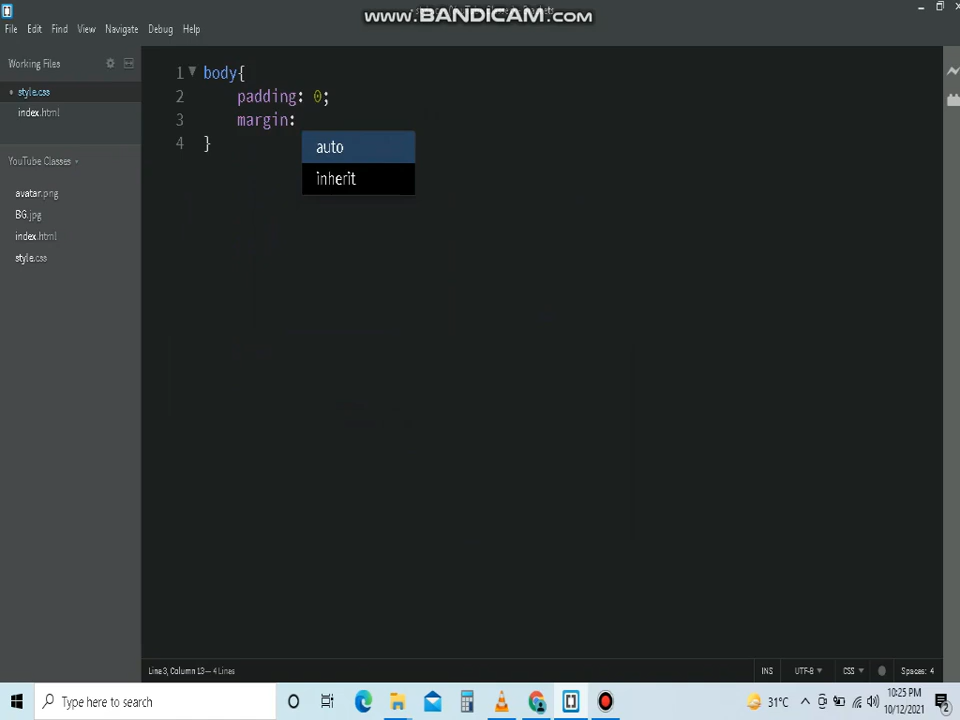 www.BANDICAM.com
File Edit Find View Navigate Debug Help
Working Files
style.css
index.html
YouTube Classes
avatar.png
BG.jpg
index.html
style.css
1 body{
2 padding: 0;
3 margin:
4 }
auto
inherit
Line 3, Column 13 — 4 Lines
INS UTF-8 CSS Spaces: 4
Type here to search
31°C
10:25 PM
10/12/2021
2